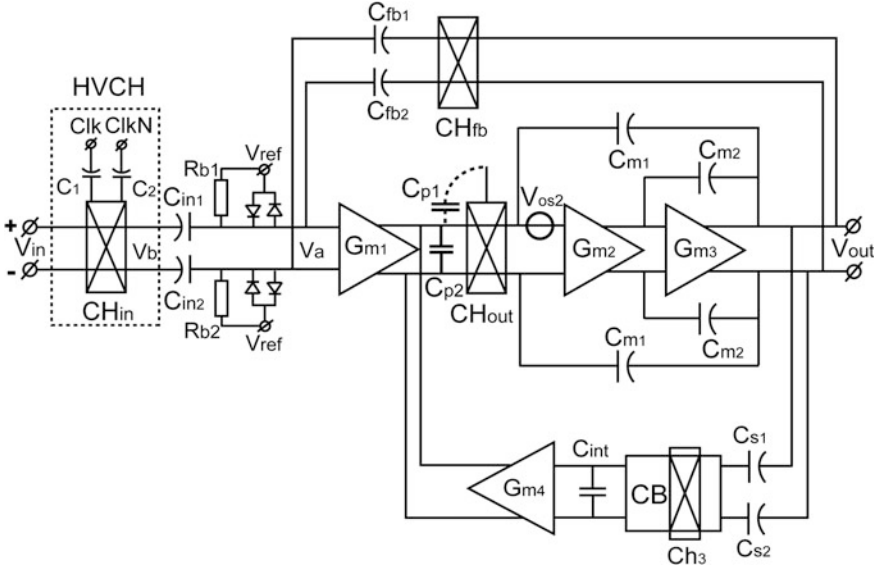 Cfb1
Cfb2
CHfb
HVCH
Clk ClkN
C1
C2
Cin1
Rb1
Vref
Cp1
Cm1
Cm2
Vos2
+
Vin
-
Vb
CHin
Cin2
Rb2
Vref
Va
Gm1
Cp2
CHout
Gm2
Gm3
Vout
Cm1
Cm2
Gm4
Cint
CB
Ch3
Cs1
Cs2